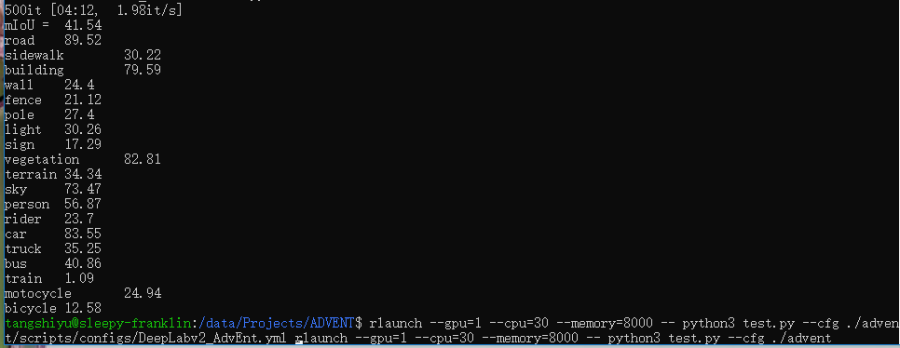 500it [04:12,  1.98it/s]
mIoU =  41.54
road    89.52
sidewalk        30.22
building        79.59
wall    24.4
fence   21.12
pole    27.4
light   30.26
sign    17.29
vegetation      82.81
terrain 34.34
sky     73.47
person  56.87
rider   23.7
car     83.55
truck   35.25
bus     40.86
train   1.09
motocycle       24.94
bicycle 12.58
tangshiyu@sleepy-franklin:/data/Projects/ADVENT$ rlaunch --gpu=1 --cpu=30 --memory=8000 -- python3 test.py --cfg ./adven
t/scripts/configs/DeepLabv2_AdvEnt.yml rlaunch --gpu=1 --cpu=30 --memory=8000 -- python3 test.py --cfg ./advent